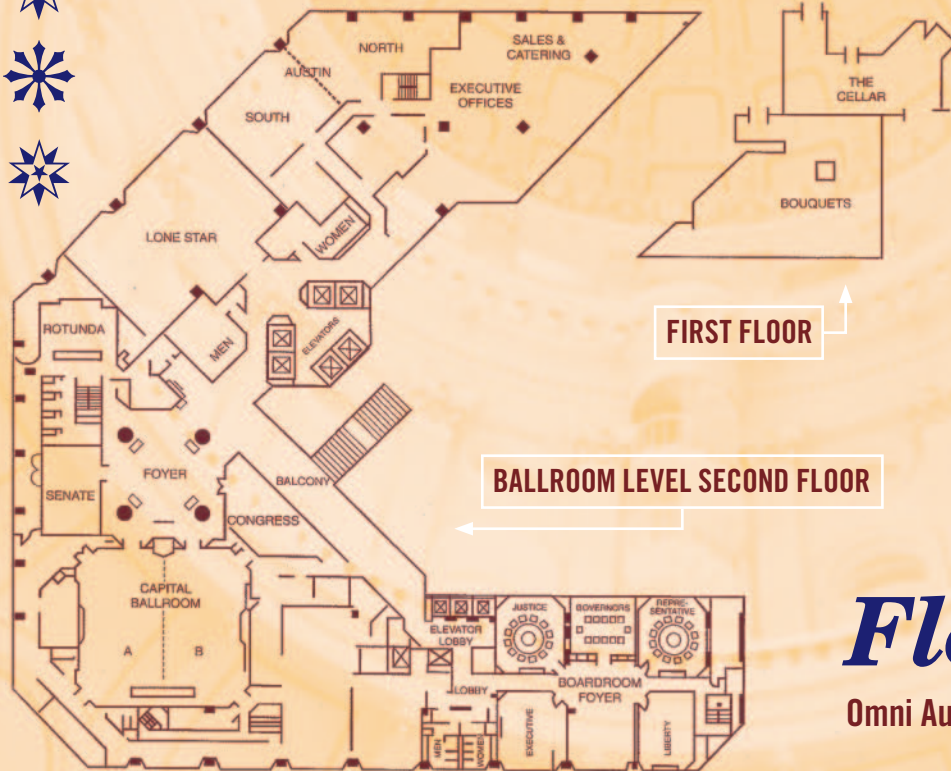 NORTH
SALES &
CATERING
AUSTIN
EXECUTIVE
OFFICES
SOUTH
THE
CELLAR
BOUQUETS
LONE STAR
WOMEN
FIRST FLOOR
ROTUNDA
MEN
ELEVATORS
FOYER
BALCONY
SENATE
CONGRESS
BALLROOM LEVEL SECOND FLOOR
CAPITAL
BALLROOM
A B
ELEVATOR
LOBBY
JUSTICE
GOVERNORS
REPRE-
SENTATIVE
LOBBY
BOARDROOM
FOYER
MEN
WOMEN
EXECUTIVE
LIBERTY
Flo
Omni Au